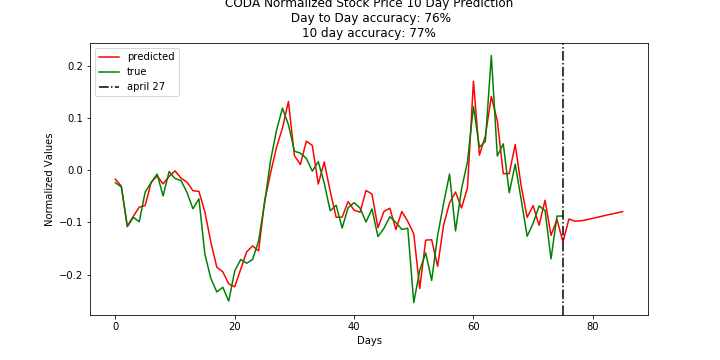 CODA Normalized Stock Price 10 Day Prediction
Day to Day accuracy: 76%
10 day accuracy: 77%
predicted
true
april 27
Normalized Values
0.2
0.1
0.0
−0.1
−0.2
0
20
40
60
80
Days